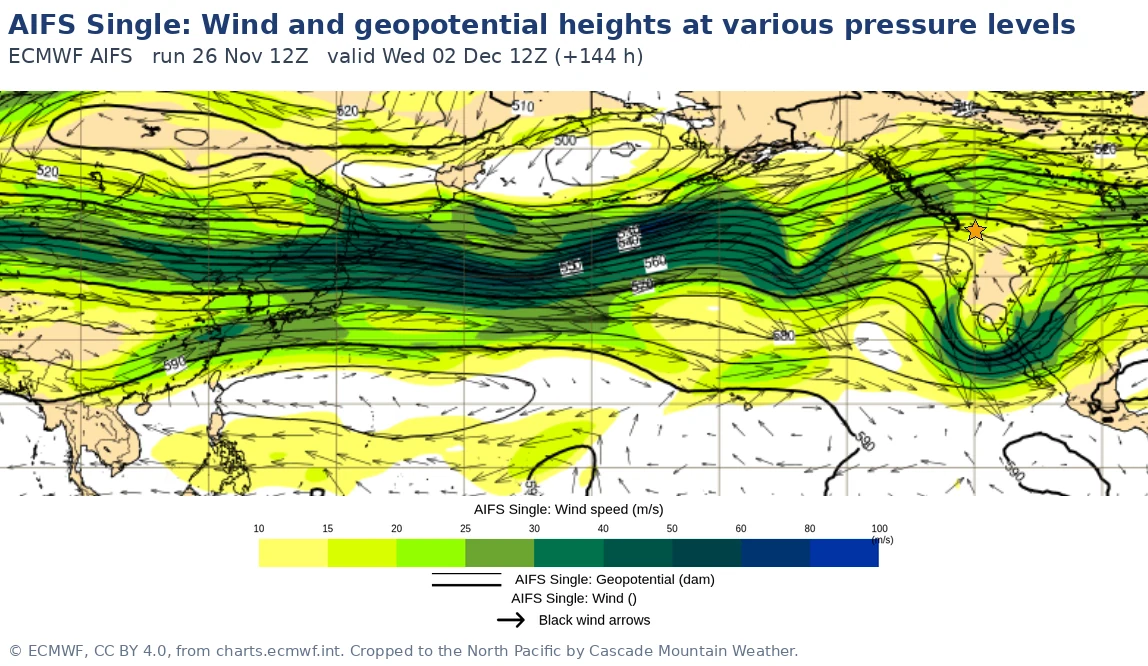 AIFS Single: Wind and geopotential heights at various pressure levels
ECMWF AIFS run 26 Nov 12Z valid Wed 02 Dec 12Z (+144 h)
520
510
500
520
520
540
550
560
580
590
590
590
AIFS Single: Wind speed (m/s)
10 15 20 25 30 40 50 60 80 100
(m/s)
AIFS Single: Geopotential (dam)
AIFS Single: Wind ()
Black wind arrows
© ECMWF, CC BY 4.0, from charts.ecmwf.int. Cropped to the North Pacific by Cascade Mountain Weather.